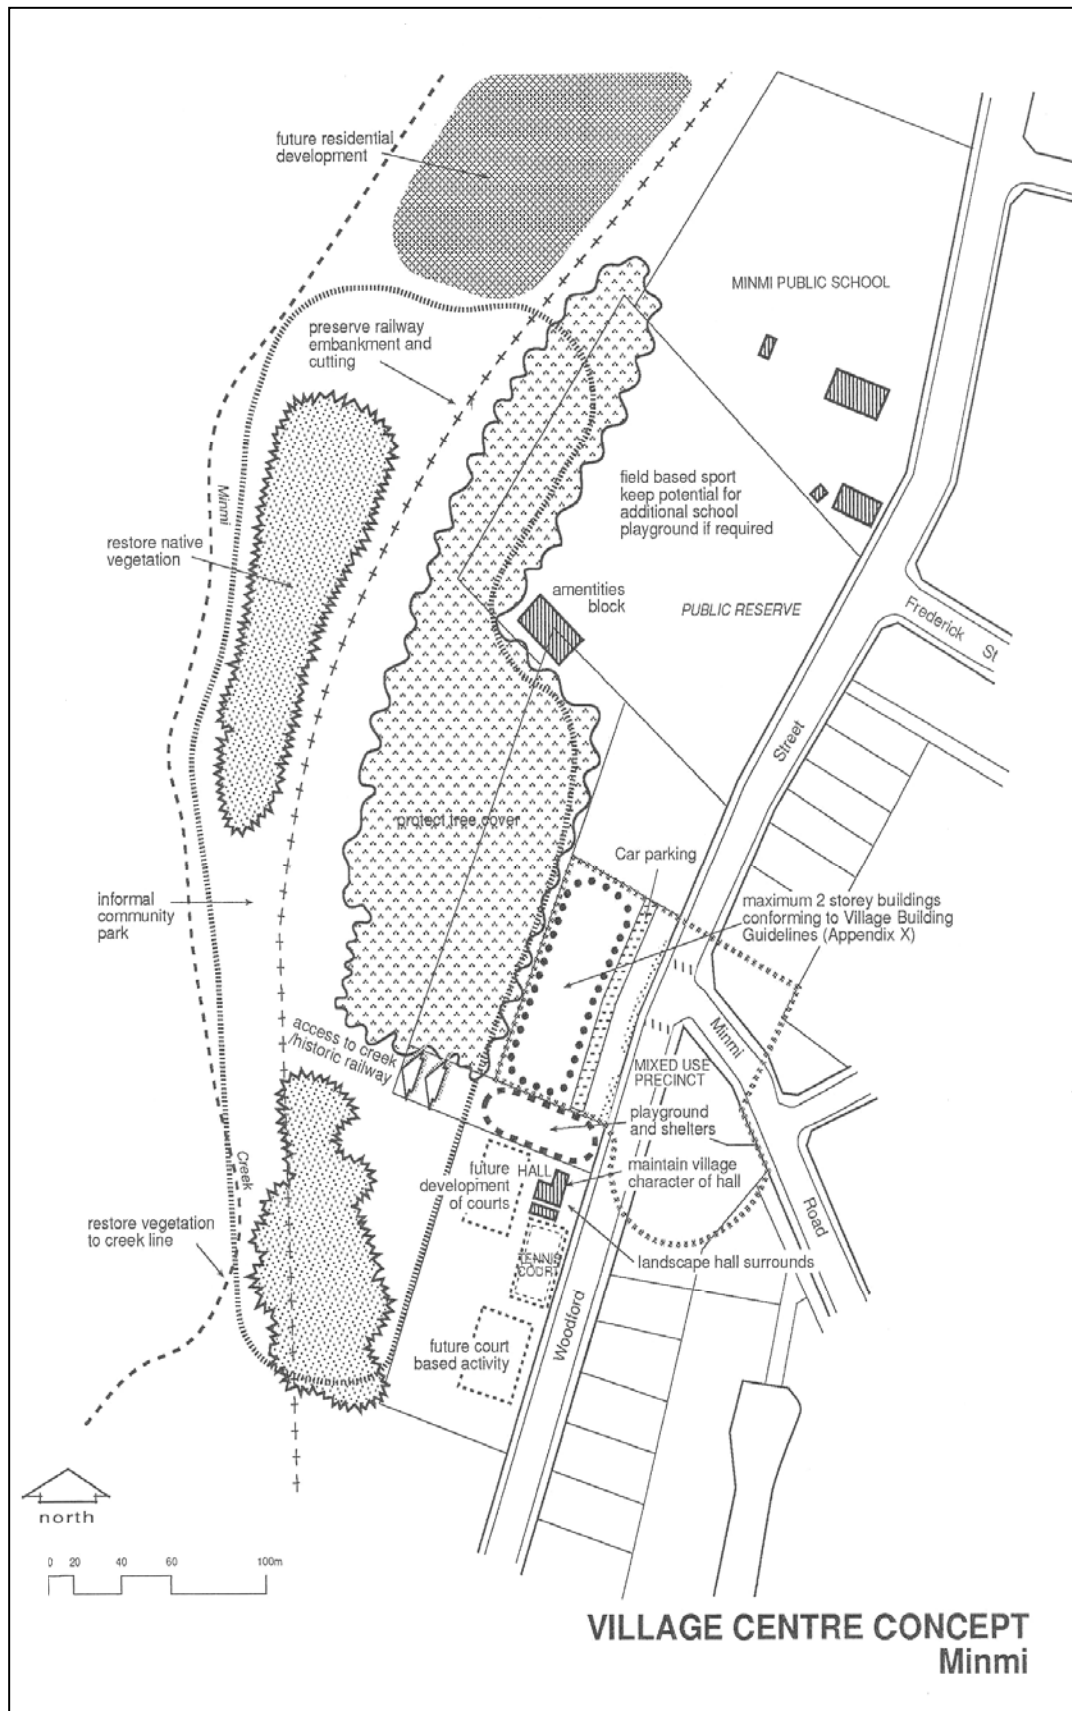 future residential
development
MINMI PUBLIC SCHOOL
preserve railway
embankment and
cutting
field based sport
keep potential for
additional school
playground if required
Minmi
restore native
vegetation
amentities
block
PUBLIC RESERVE
Frederick St
Street
protect tree cover
Car parking
informal
community
park
maximum 2 storey buildings
conforming to Village Building
Guidelines (Appendix X)
access to creek
/historic railway
Minmi
MIXED USE
PRECINCT
playground
and shelters
Creek
future
development
of courts
HALL
maintain village
character of hall
Road
restore vegetation
to creek line
TENNIS
COURT
landscape hall surrounds
Woodford
future court
based activity
north
0 20 40 60 100m
VILLAGE CENTRE CONCEPT
Minmi